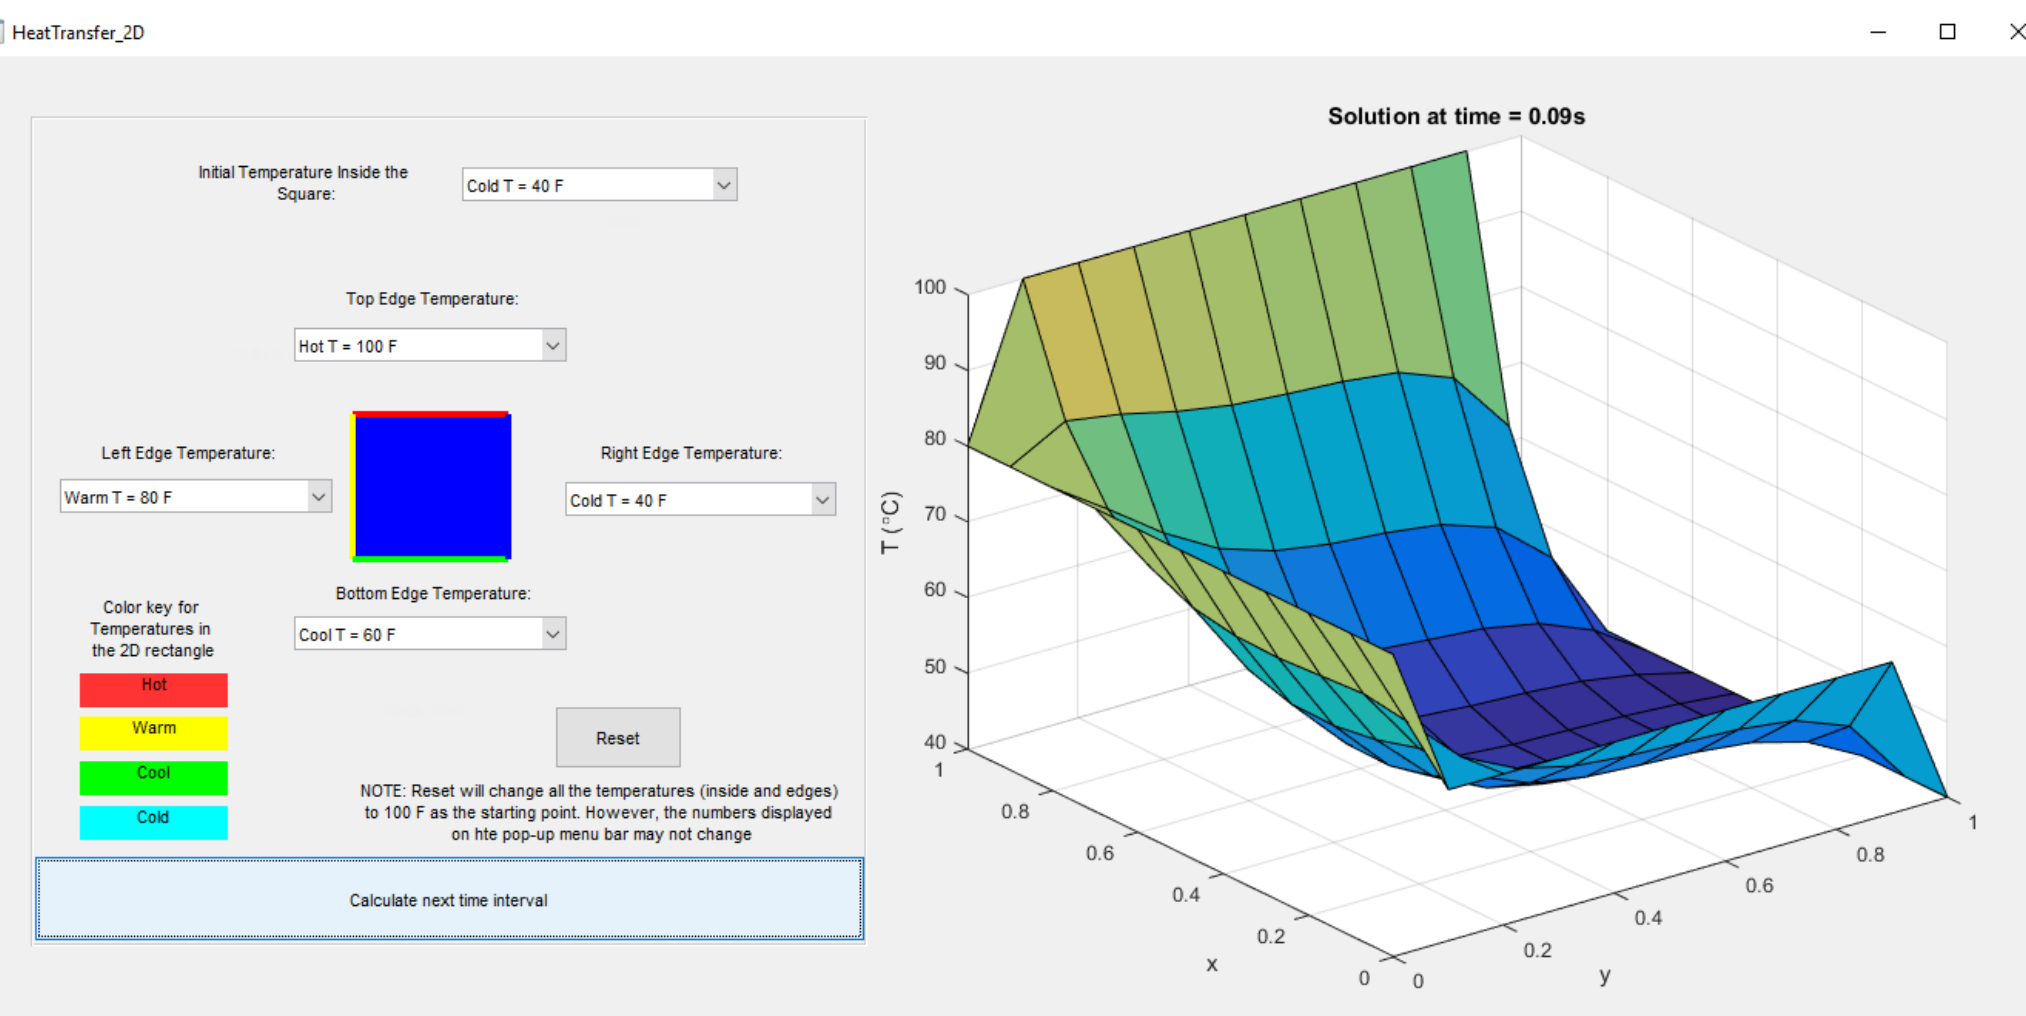 HeatTransfer_2D
Initial Temperature Inside the
Square:
Cold T = 40 F
Top Edge Temperature:
Hot T = 100 F
Left Edge Temperature:
Warm T = 80 F
Right Edge Temperature:
Cold T = 40 F
Bottom Edge Temperature:
Cool T = 60 F
Color key for
Temperatures in
the 2D rectangle
Hot
Warm
Cool
Cold
Reset
NOTE: Reset will change all the temperatures (inside and edges)
to 100 F as the starting point. However, the numbers displayed
on hte pop-up menu bar may not change
Calculate next time interval
Solution at time = 0.09s
T (°C)
100
90
80
70
60
50
40
1
0.8
0.6
0.4
0.2
0
x
0
0.2
0.4
0.6
0.8
1
y